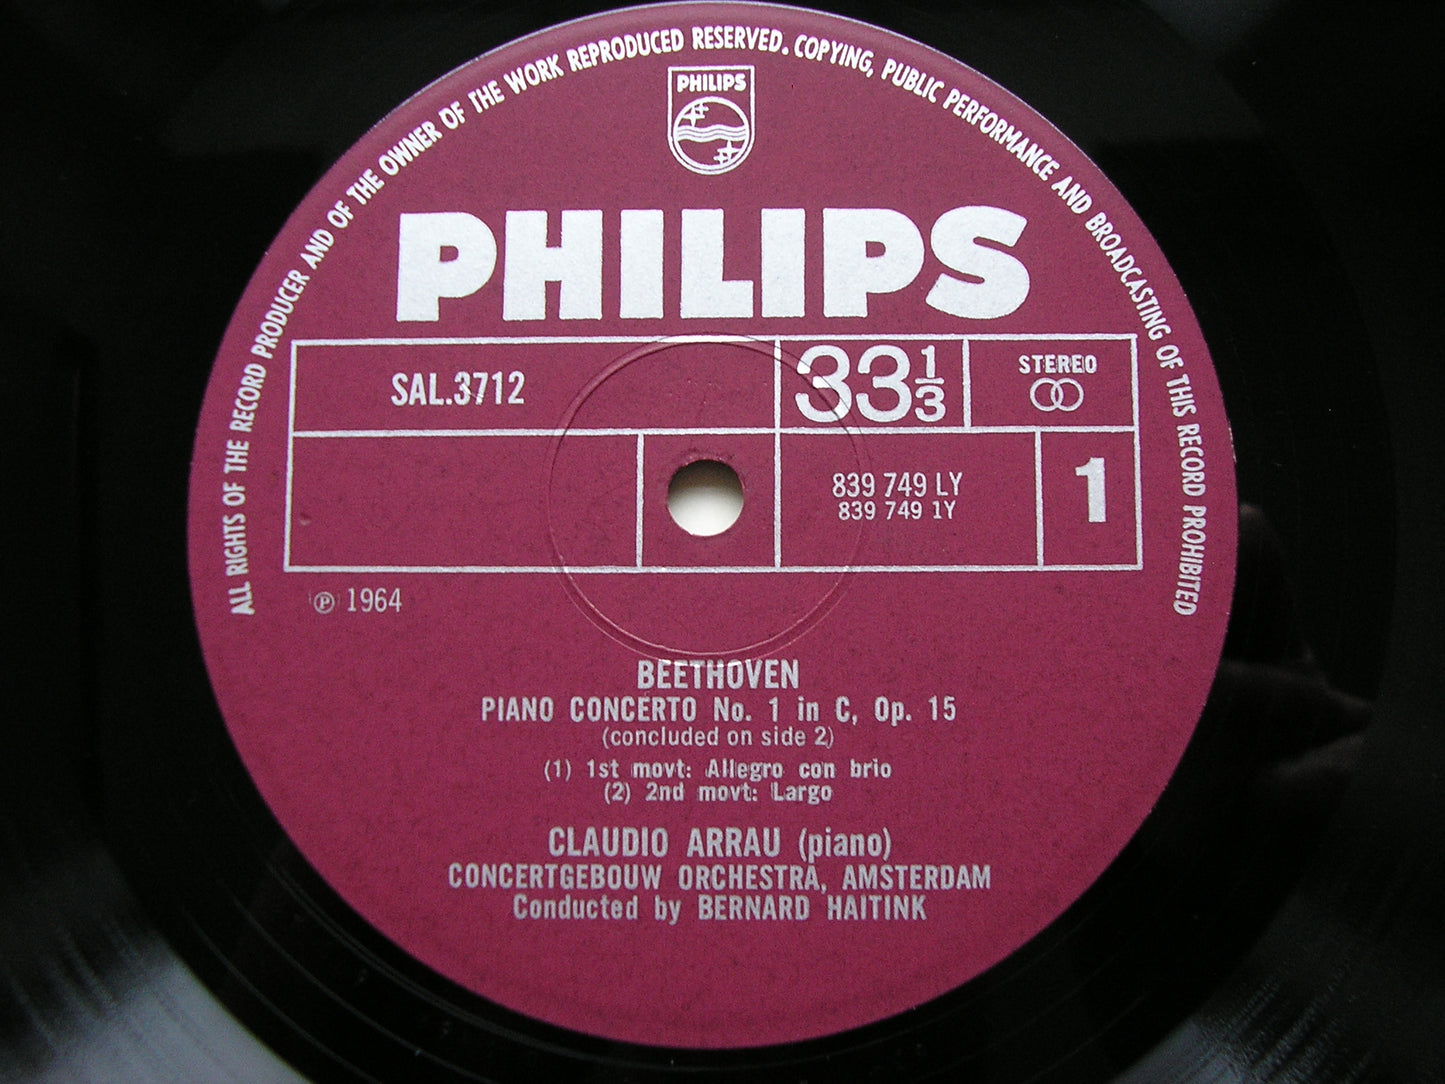 ALL RIGHTS OF THE RECORD PRODUCER AND OF THE OWNER OF THE WORK REPRODUCED RESERVED. COPYING, PUBLIC PERFORMANCE AND BROADCASTING OF THIS RECORD PROHIBITED
PHILIPS
PHILIPS
SAL.3712
33 1/3
STEREO
839 749 LY
839 749 1Y
1
℗ 1964
BEETHOVEN
PIANO CONCERTO No. 1 in C, Op. 15
(concluded on side 2)
(1) 1st movt: Allegro con brio
(2) 2nd movt: Largo
CLAUDIO ARRAU (piano)
CONCERTGEBOUW ORCHESTRA, AMSTERDAM
Conducted by BERNARD HAITINK